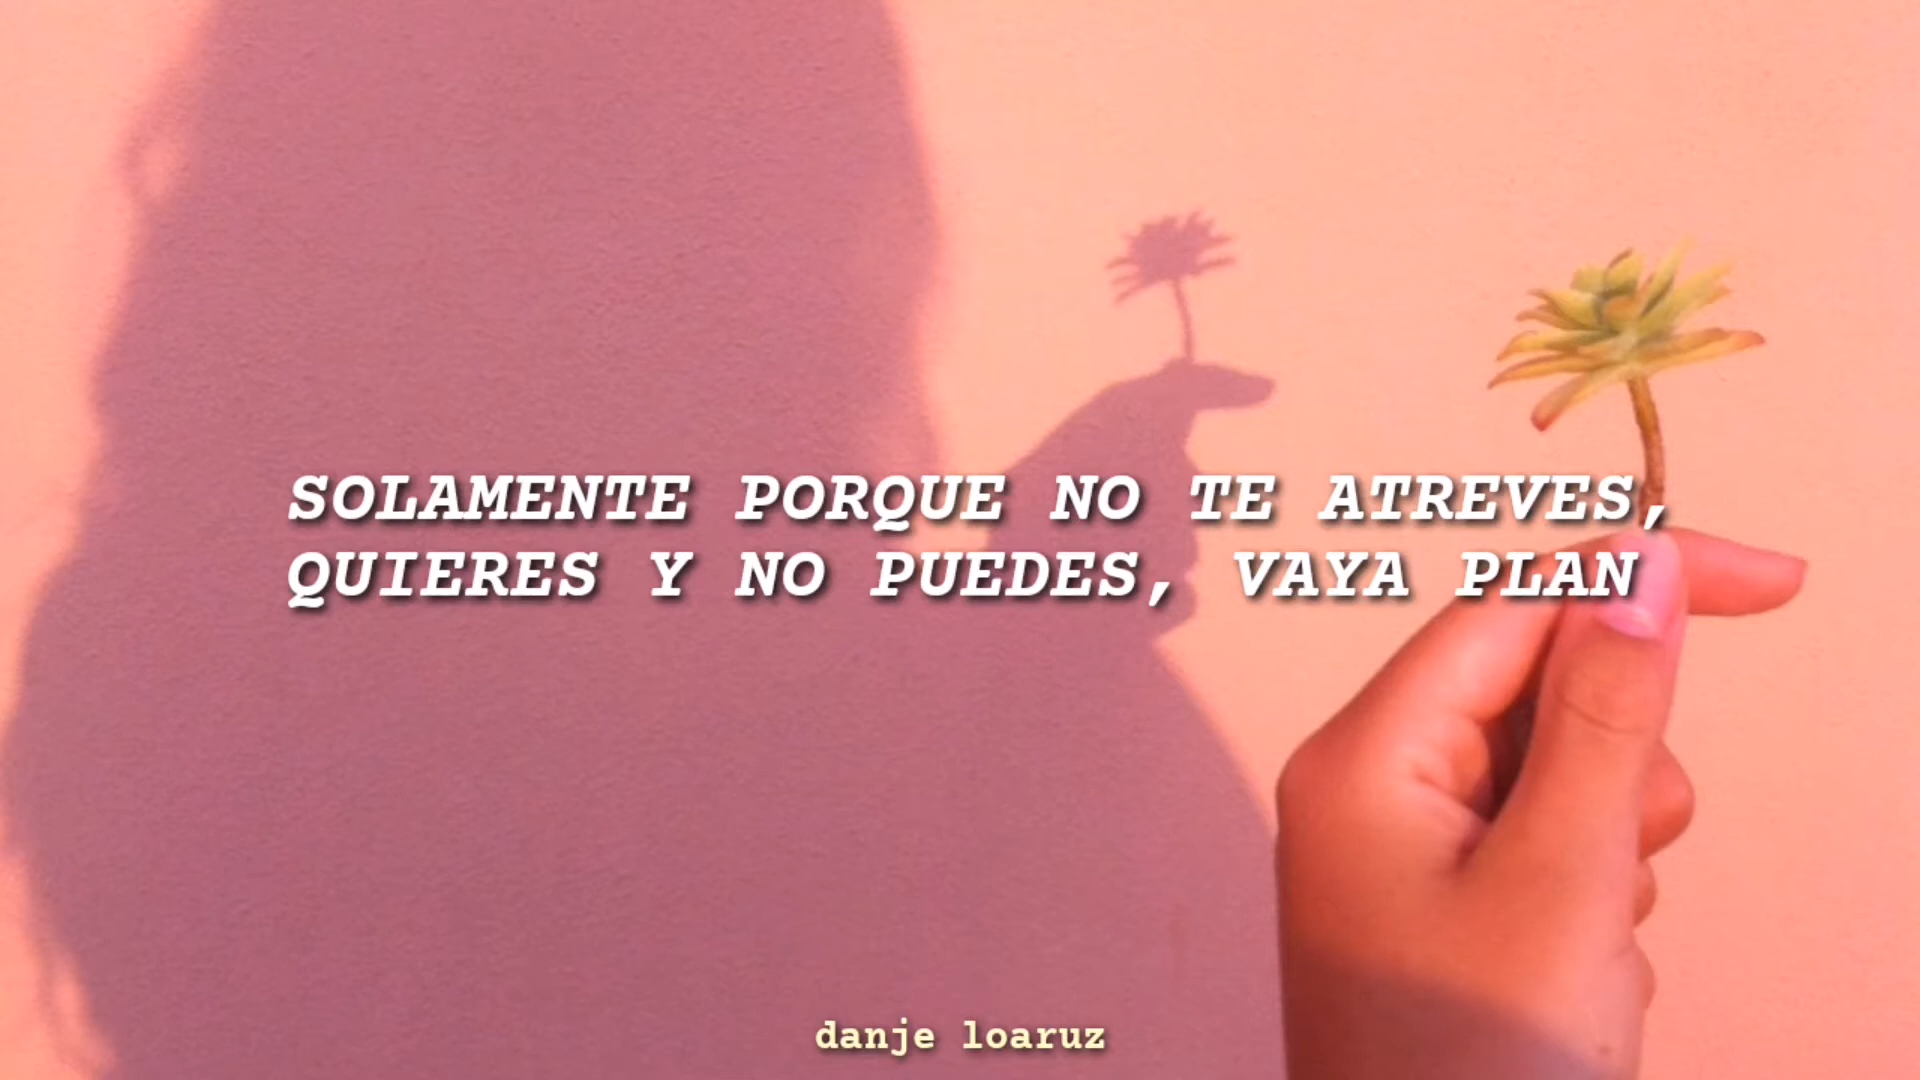 SOLAMENTE PORQUE NO TE ATREVES,
QUIERES Y NO PUEDES, VAYA PLAN
danje loaruz